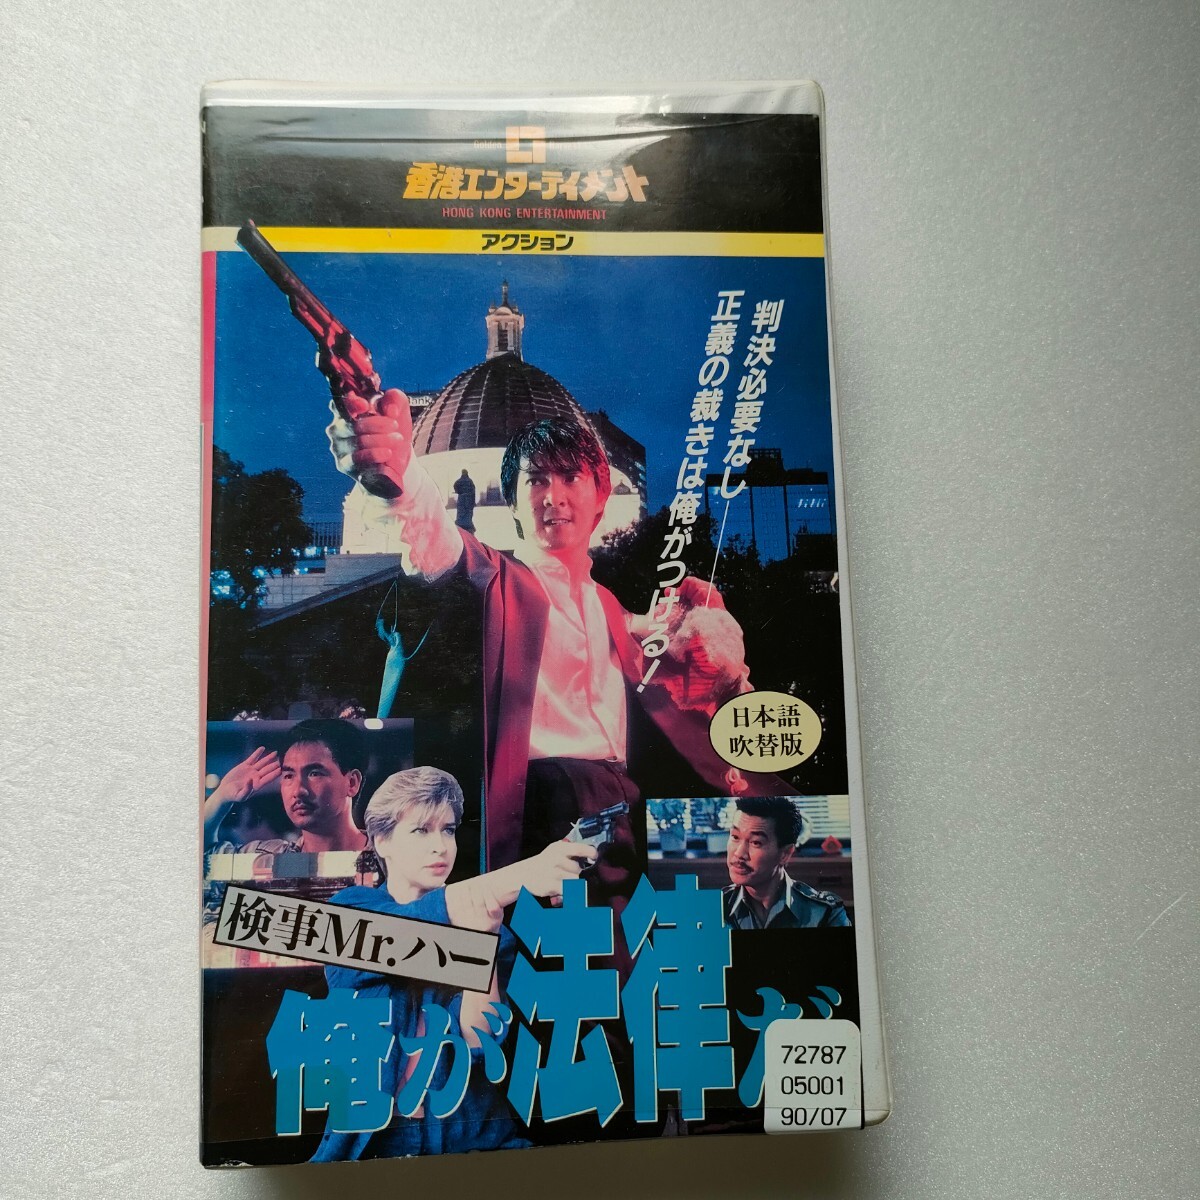 Golden
香港エンターテイメント
HONG KONG ENTERTAINMENT
アクション
判決必要なし——
正義の裁きは俺がつける!
日本語
吹替版
検事Mr.ハー
俺が法律だ
72787
05001
90/07